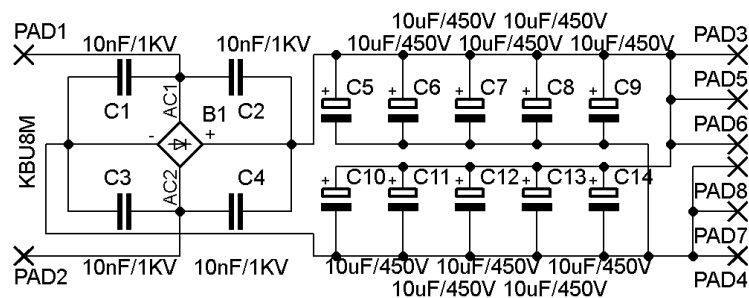 10uF/450V 10uF/450V
PAD1 10nF/1KV 10nF/1KV 10uF/450V 10uF/450V 10uF/450V PAD3
C1 AC1 B1 C2 + C5 + C6 + C7 + C8 + C9 PAD5
KBU8M - + PAD6
C3 AC2 C4 + C10 + C11 + C12 + C13 + C14 PAD8
PAD7
PAD2 10nF/1KV 10nF/1KV 10uF/450V 10uF/450V 10uF/450V PAD4
10uF/450V 10uF/450V